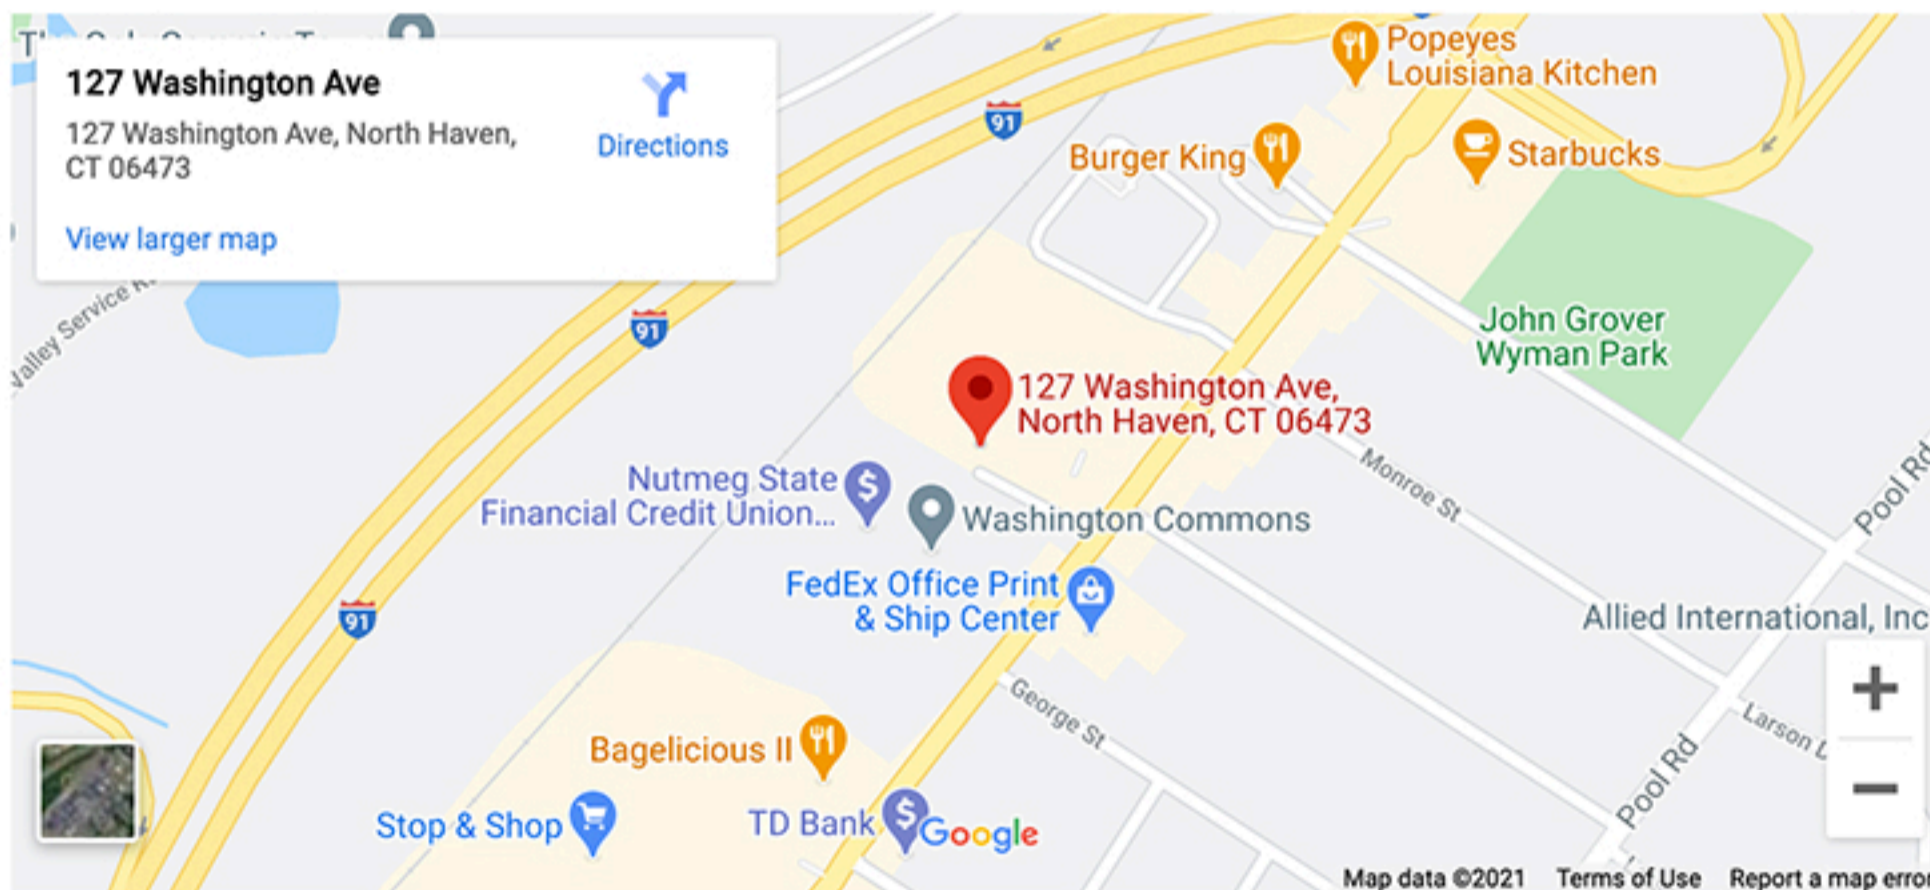 127 Washington Ave
127 Washington Ave, North Haven,
CT 06473
Directions
View larger map
Popeyes
Louisiana Kitchen
91
Burger King
Starbucks
Valley Service
91
John Grover
Wyman Park
127 Washington Ave,
North Haven, CT 06473
Monroe St
Pool Rd
Nutmeg State
Financial Credit Union...
Washington Commons
FedEx Office Print
& Ship Center
91
Allied International, Inc
George St
Larson
Pool Rd
Bagelicious II
Stop & Shop
TD Bank
Google
+
−
Map data ©2021 Terms of Use Report a map error